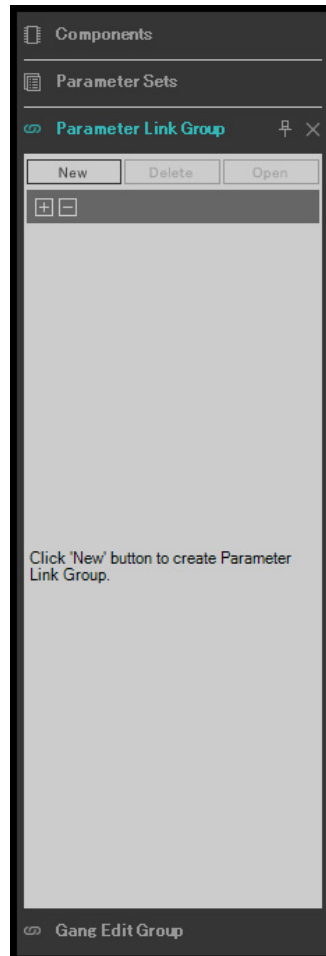 Components
Parameter Sets
Parameter Link Group
New Delete Open
Click 'New' button to create Parameter
Link Group.
Gang Edit Group